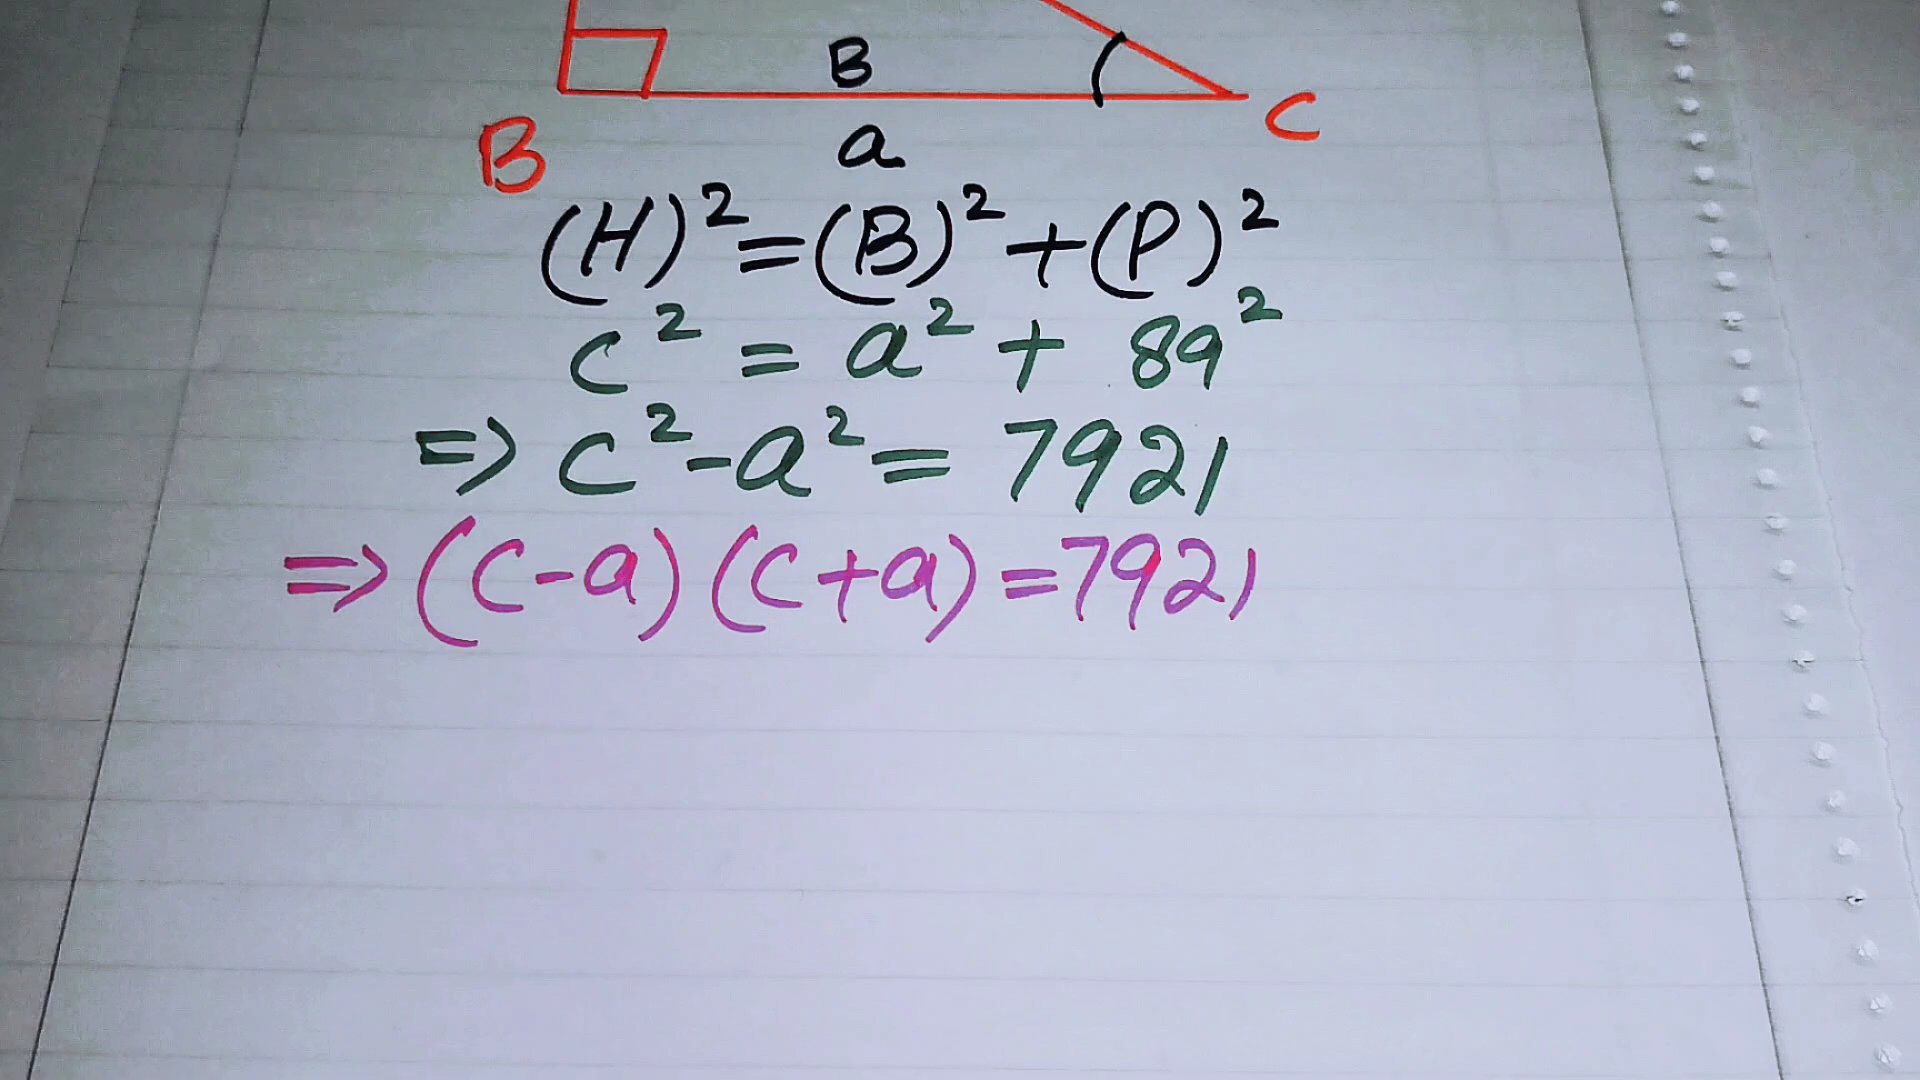 B
B C
a
(H)² = (B)² + (P)²
c² = a² + 89²
⇒ c² - a² = 7921
⇒ (c - a) (c + a) = 7921